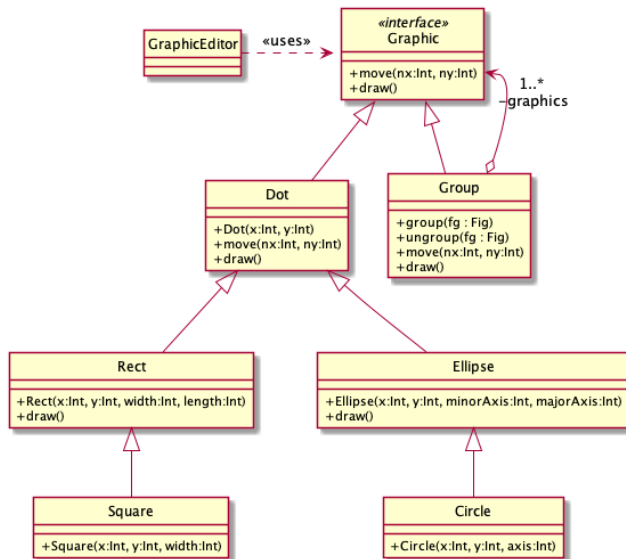 «interface»
Graphic
GraphicEditor
«uses»
+move(nx:Int, ny:Int)
+draw()
1..*
-graphics
Dot
+Dot(x:Int, y:Int)
+move(nx:Int, ny:Int)
+draw()
Group
+group(fg : Fig)
+ungroup(fg : Fig)
+move(nx:Int, ny:Int)
+draw()
Rect
+Rect(x:Int, y:Int, width:Int, length:Int)
+draw()
Ellipse
+Ellipse(x:Int, y:Int, minorAxis:Int, majorAxis:Int)
+draw()
Square
+Square(x:Int, y:Int, width:Int)
Circle
+Circle(x:Int, y:Int, axis:Int)